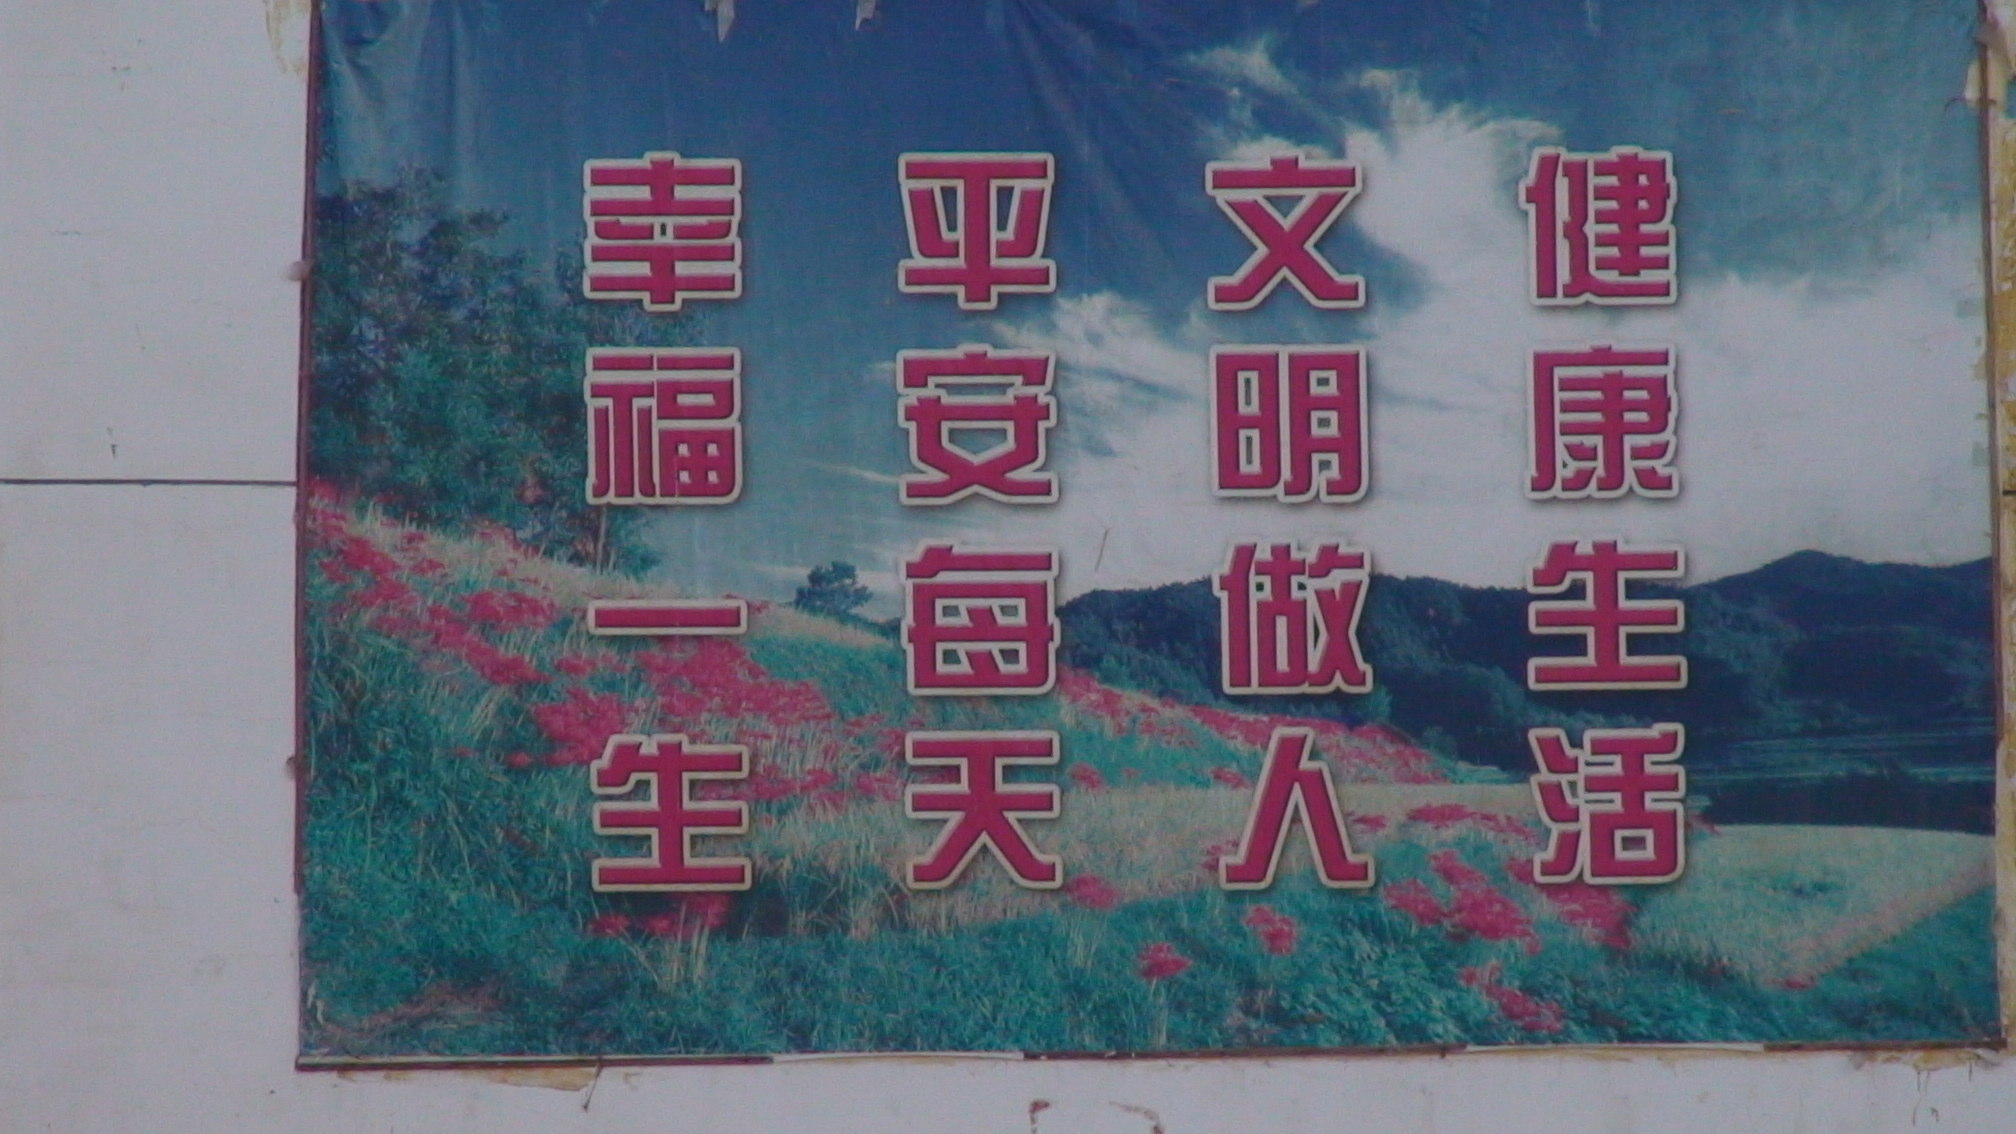 健康生活
文明做人
平安每天
幸福一生